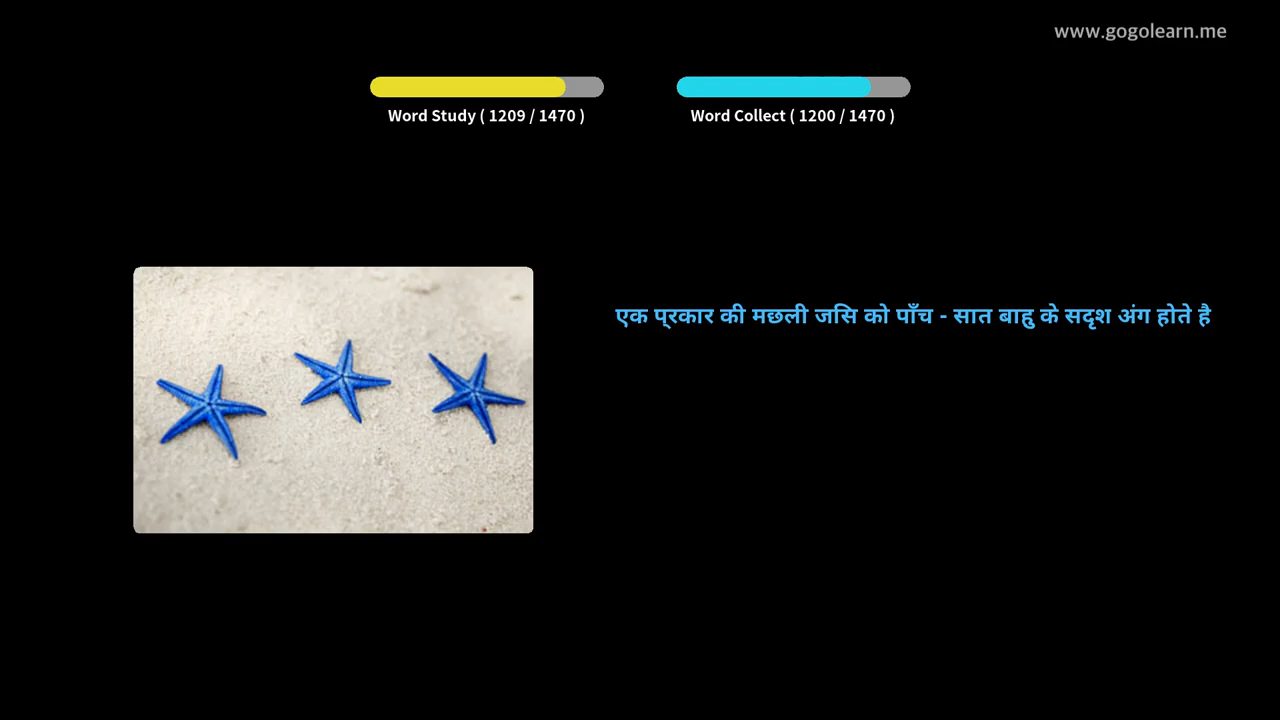 www.gogolearn.me
Word Study ( 1209 / 1470 )
Word Collect ( 1200 / 1470 )
एक प्रकार की मछली जसि को पाँच - सात बाहु के सदृश अंग होते है